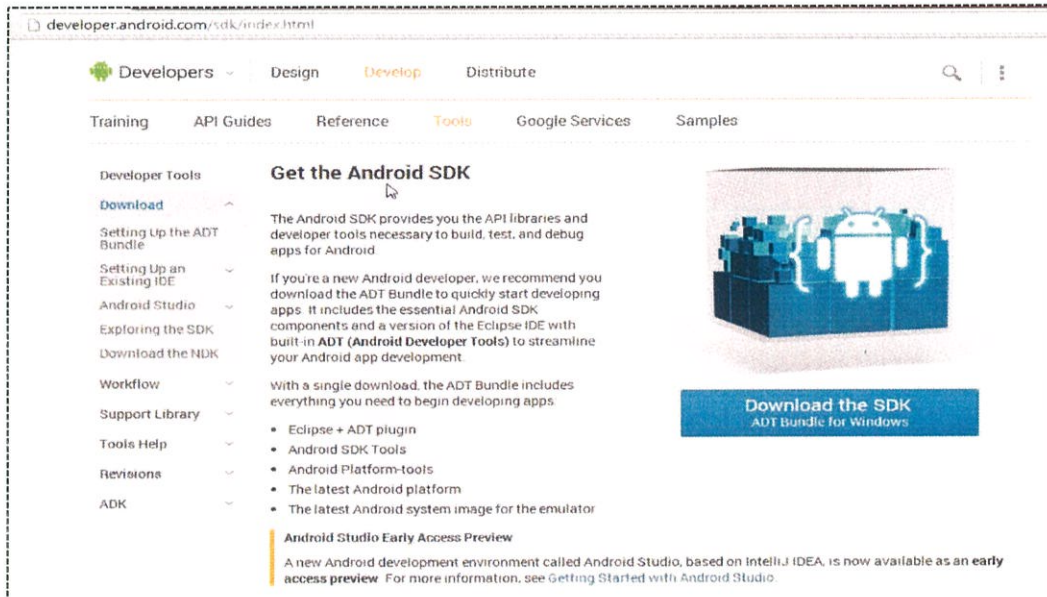 developer.android.com/sdk/index.html
Developers
Design
Develop
Distribute
Training
API Guides
Reference
Tools
Google Services
Samples
Developer Tools
Download
Setting Up the ADT
Bundle
Setting Up an
Existing IDE
Android Studio
Exploring the SDK
Download the NDK
Workflow
Support Library
Tools Help
Revisions
ADK
Get the Android SDK
The Android SDK provides you the API libraries and
developer tools necessary to build, test, and debug
apps for Android.
If you're a new Android developer, we recommend you
download the ADT Bundle to quickly start developing
apps. It includes the essential Android SDK
components and a version of the Eclipse IDE with
built-in ADT (Android Developer Tools) to streamline
your Android app development.
With a single download, the ADT Bundle includes
everything you need to begin developing apps:
• Eclipse + ADT plugin
• Android SDK Tools
• Android Platform-tools
• The latest Android platform
• The latest Android system image for the emulator
Android Studio Early Access Preview
A new Android development environment called Android Studio, based on IntelliJ IDEA, is now available as an early
access preview. For more information, see Getting Started with Android Studio.
Download the SDK
ADT Bundle for Windows